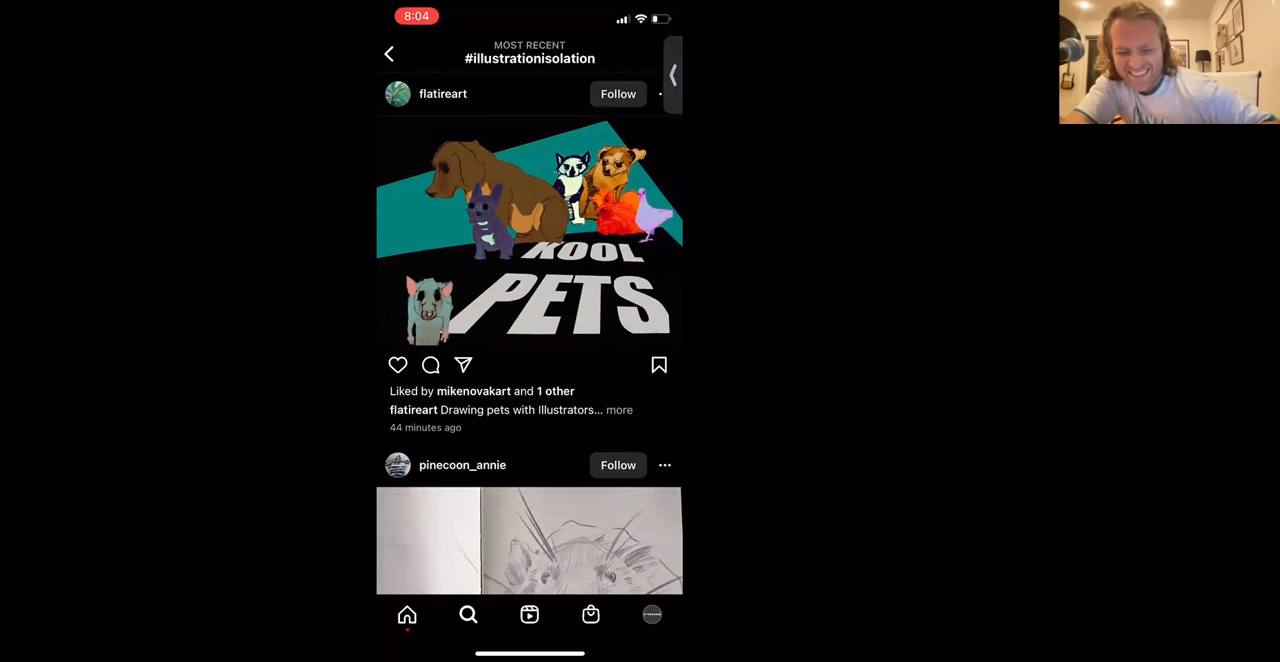 8:04
MOST RECENT
#illustrationisolation
flatireart
Follow
KOOL
PETS
Liked by mikenovakart and 1 other
flatireart Drawing pets with Illustrators... more
44 minutes ago
pinecoon_annie
Follow